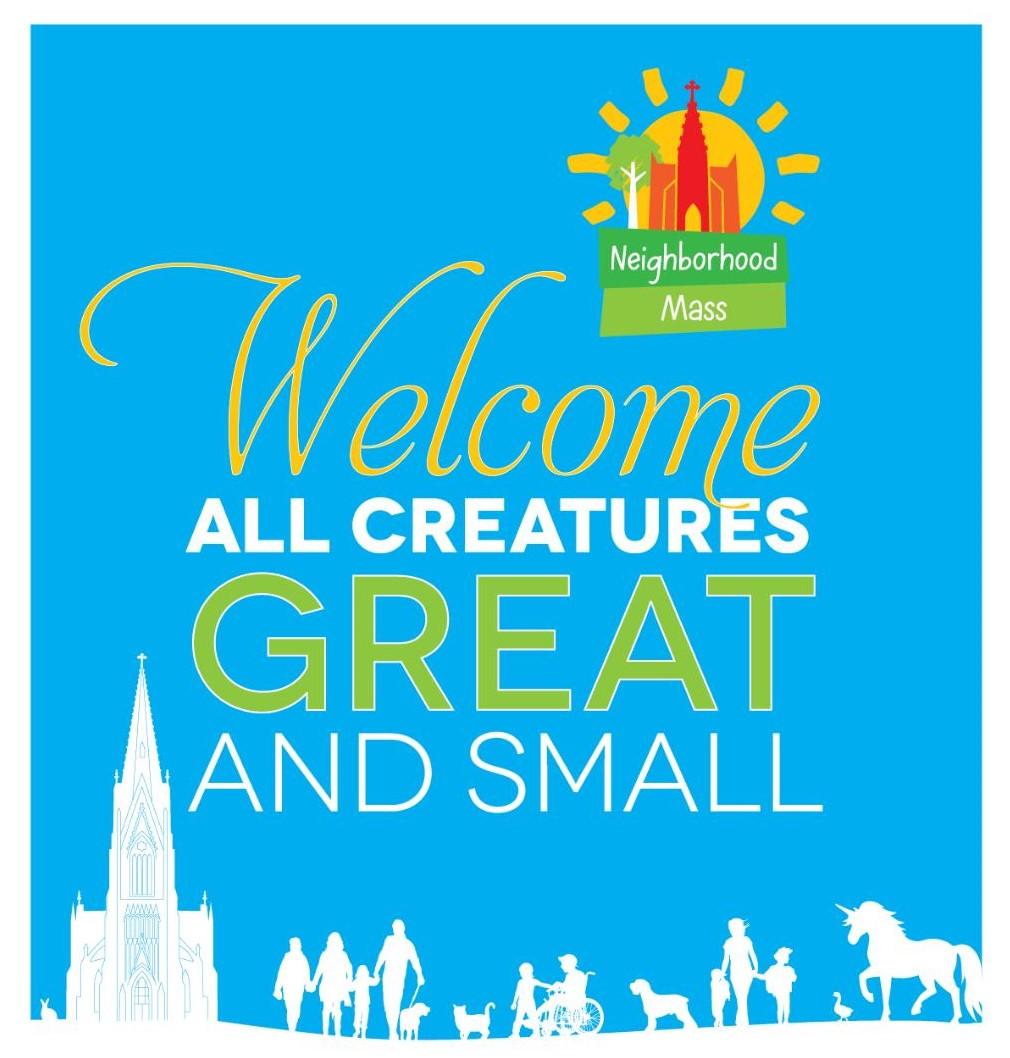 Neighborhood
Mass
Welcome
ALL CREATURES
GREAT
AND SMALL